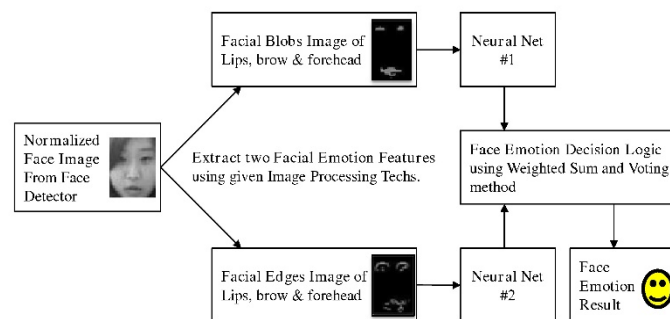 Facial Blobs Image of
Lips, brow & forehead
Neural Net
#1
Normalized
Face Image
From Face
Detector
Extract two Facial Emotion Features
using given Image Processing Techs.
Face Emotion Decision Logic
using Weighted Sum and Voting
method
Facial Edges Image of
Lips, brow & forehead
Neural Net
#2
Face
Emotion
Result